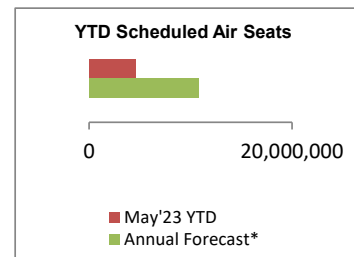 YTD Scheduled Air Seats
0 20,000,000
May'23 YTD
Annual Forecast*